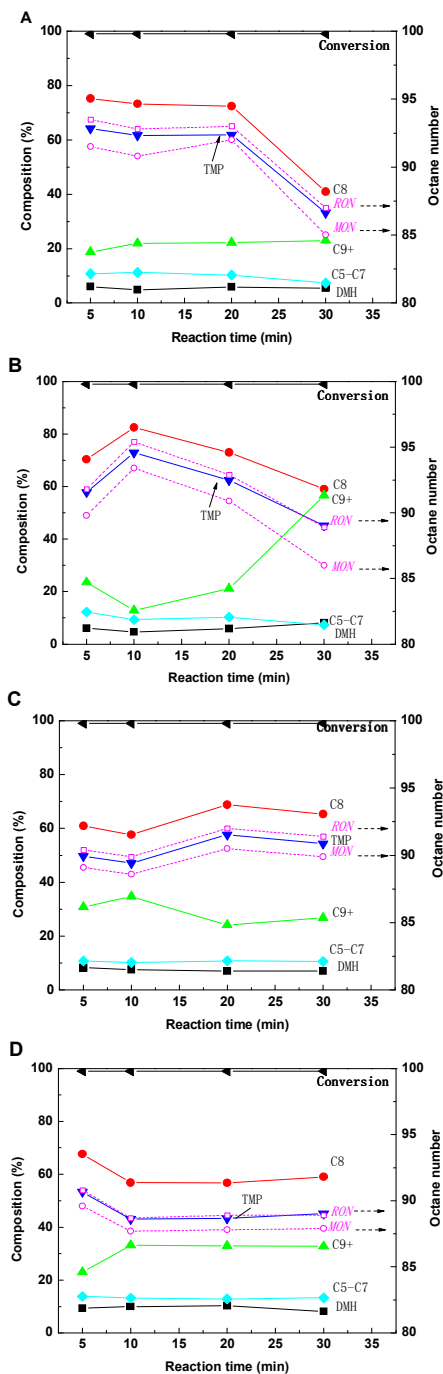 A
100
80
60
40
20
0
Composition (%)
Conversion
TMP
C8
RON
MON
C9+
C5-C7
DMH
100
95
90
85
80
Octane number
5 10 15 20 25 30 35
Reaction time (min)
B
100
80
60
40
20
0
Composition (%)
Conversion
TMP
C8
C9+
RON
MON
C5-C7
DMH
100
95
90
85
80
Octane number
5 10 15 20 25 30 35
Reaction time (min)
C
100
80
60
40
20
0
Composition (%)
Conversion
C8
RON
TMP
MON
C9+
C5-C7
DMH
100
95
90
85
80
Octane number
5 10 15 20 25 30 35
Reaction time (min)
D
100
80
60
40
20
0
Composition (%)
Conversion
C8
TMP
RON
MON
C9+
C5-C7
DMH
100
95
90
85
80
Octane number
5 10 15 20 25 30 35
Reaction time (min)